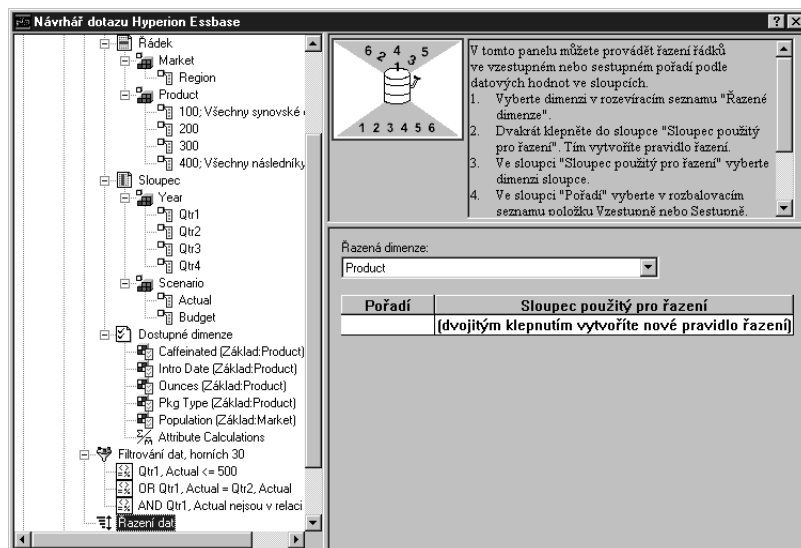 Návrhář dotazu Hyperion Essbase
Řádek
Market
Region
Product
100; Všechny synovské
200
300
400; Všechny následníky
Sloupec
Year
Qtr1
Qtr2
Qtr3
Qtr4
Scenario
Actual
Budget
Dostupné dimenze
Caffeinated (Základ:Product)
Intro Date (Základ:Product)
Ounces (Základ:Product)
Pkg Type (Základ:Product)
Population (Základ:Market)
Attribute Calculations
Filtrování dat, horních 30
Qtr1, Actual <= 500
OR Qtr1, Actual = Qtr2, Actual
AND Qtr1, Actual nejsou v relaci
Řazení dat
6 2 4 3 5
1
1 2 3 4 5 6
V tomto panelu můžete provádět řazení řádků
ve vzestupném nebo sestupném pořadí podle
datových hodnot ve sloupcích.
1. Vyberte dimenzi v rozevíracím seznamu "Řazené
dimenze".
2. Dvakrát klepněte do sloupce "Sloupec použitý
pro řazení". Tím vytvoříte pravidlo řazení.
3. Ve sloupci "Sloupec použitý pro řazení" vyberte
dimenzi sloupce.
4. Ve sloupci "Pořadí" vyberte v rozbalovacím
seznamu položku Vzestupně nebo Sestupně.
Řazená dimenze:
Product
Pořadí Sloupec použitý pro řazení
(dvojitým klepnutím vytvoříte nové pravidlo řazení)